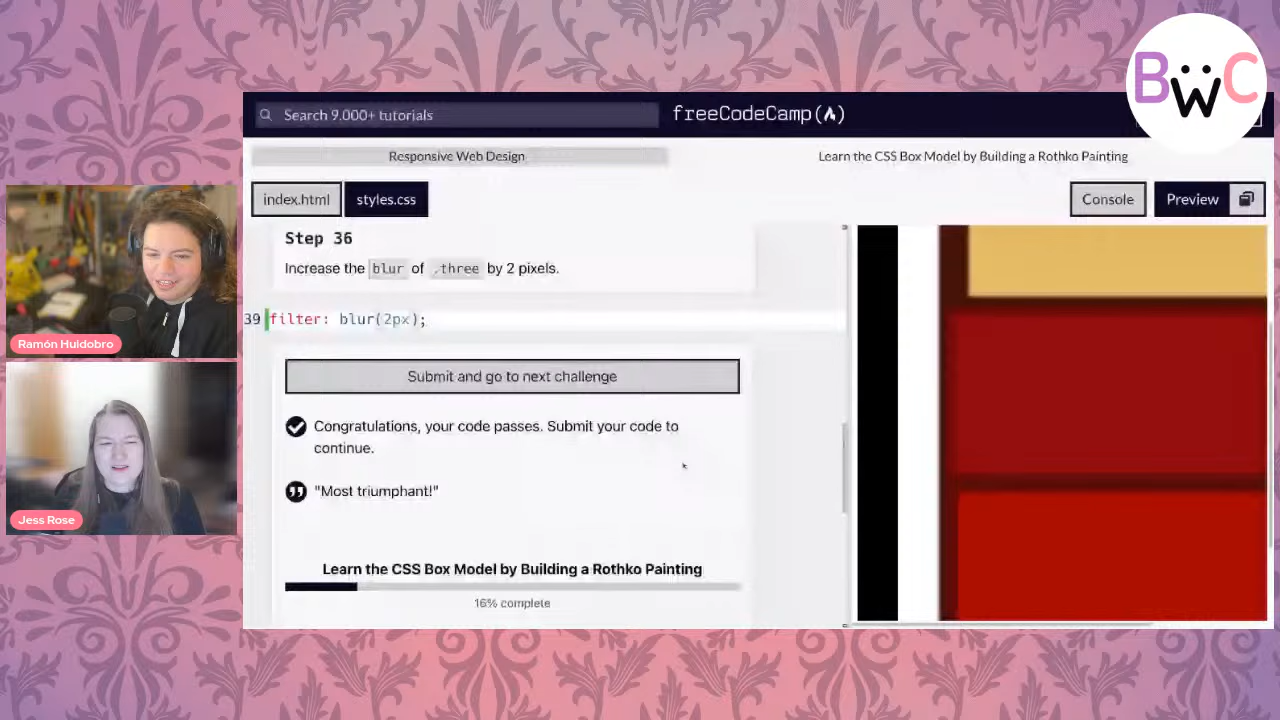 BWC
Search 9,000+ tutorials
freeCodeCamp(🔥)
Responsive Web Design
Learn the CSS Box Model by Building a Rothko Painting
index.html
styles.css
Console
Preview
Step 36
Increase the blur of .three by 2 pixels.
39 filter: blur(2px);
Submit and go to next challenge
Congratulations, your code passes. Submit your code to
continue.
"Most triumphant!"
Learn the CSS Box Model by Building a Rothko Painting
16% complete
Ramón Huidobro
Jess Rose